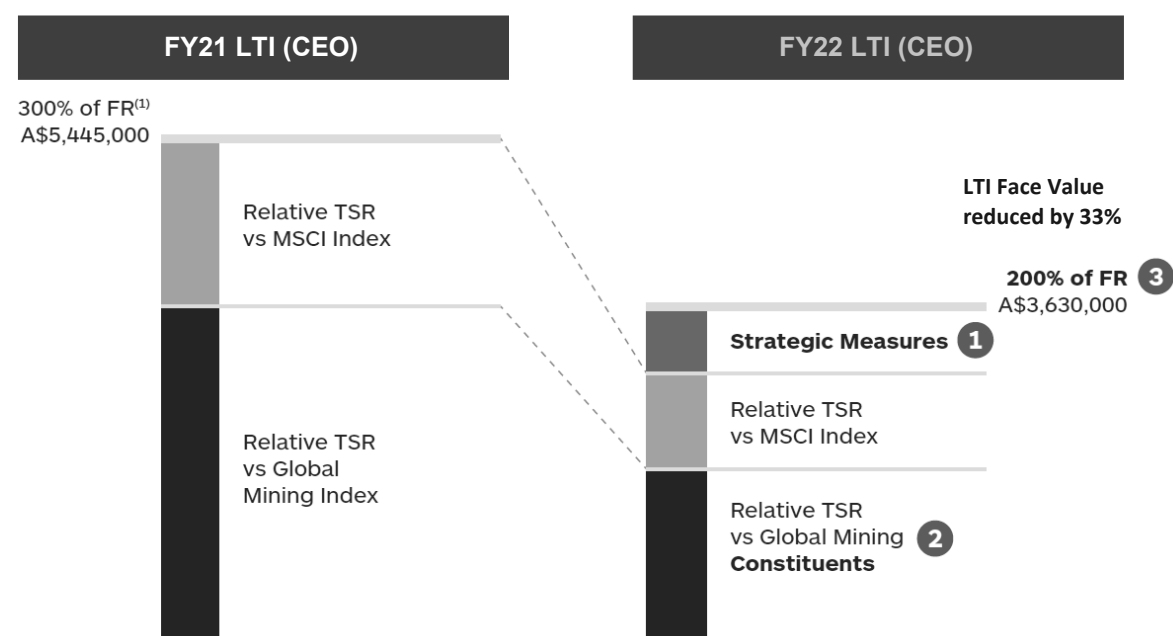 FY21 LTI (CEO)
300% of FR(1)
A$5,445,000
Relative TSR
vs MSCI Index
Relative TSR
vs Global
Mining Index
FY22 LTI (CEO)
LTI Face Value
reduced by 33%
200% of FR 3
A$3,630,000
Strategic Measures 1
Relative TSR
vs MSCI Index
Relative TSR
vs Global Mining 2
Constituents